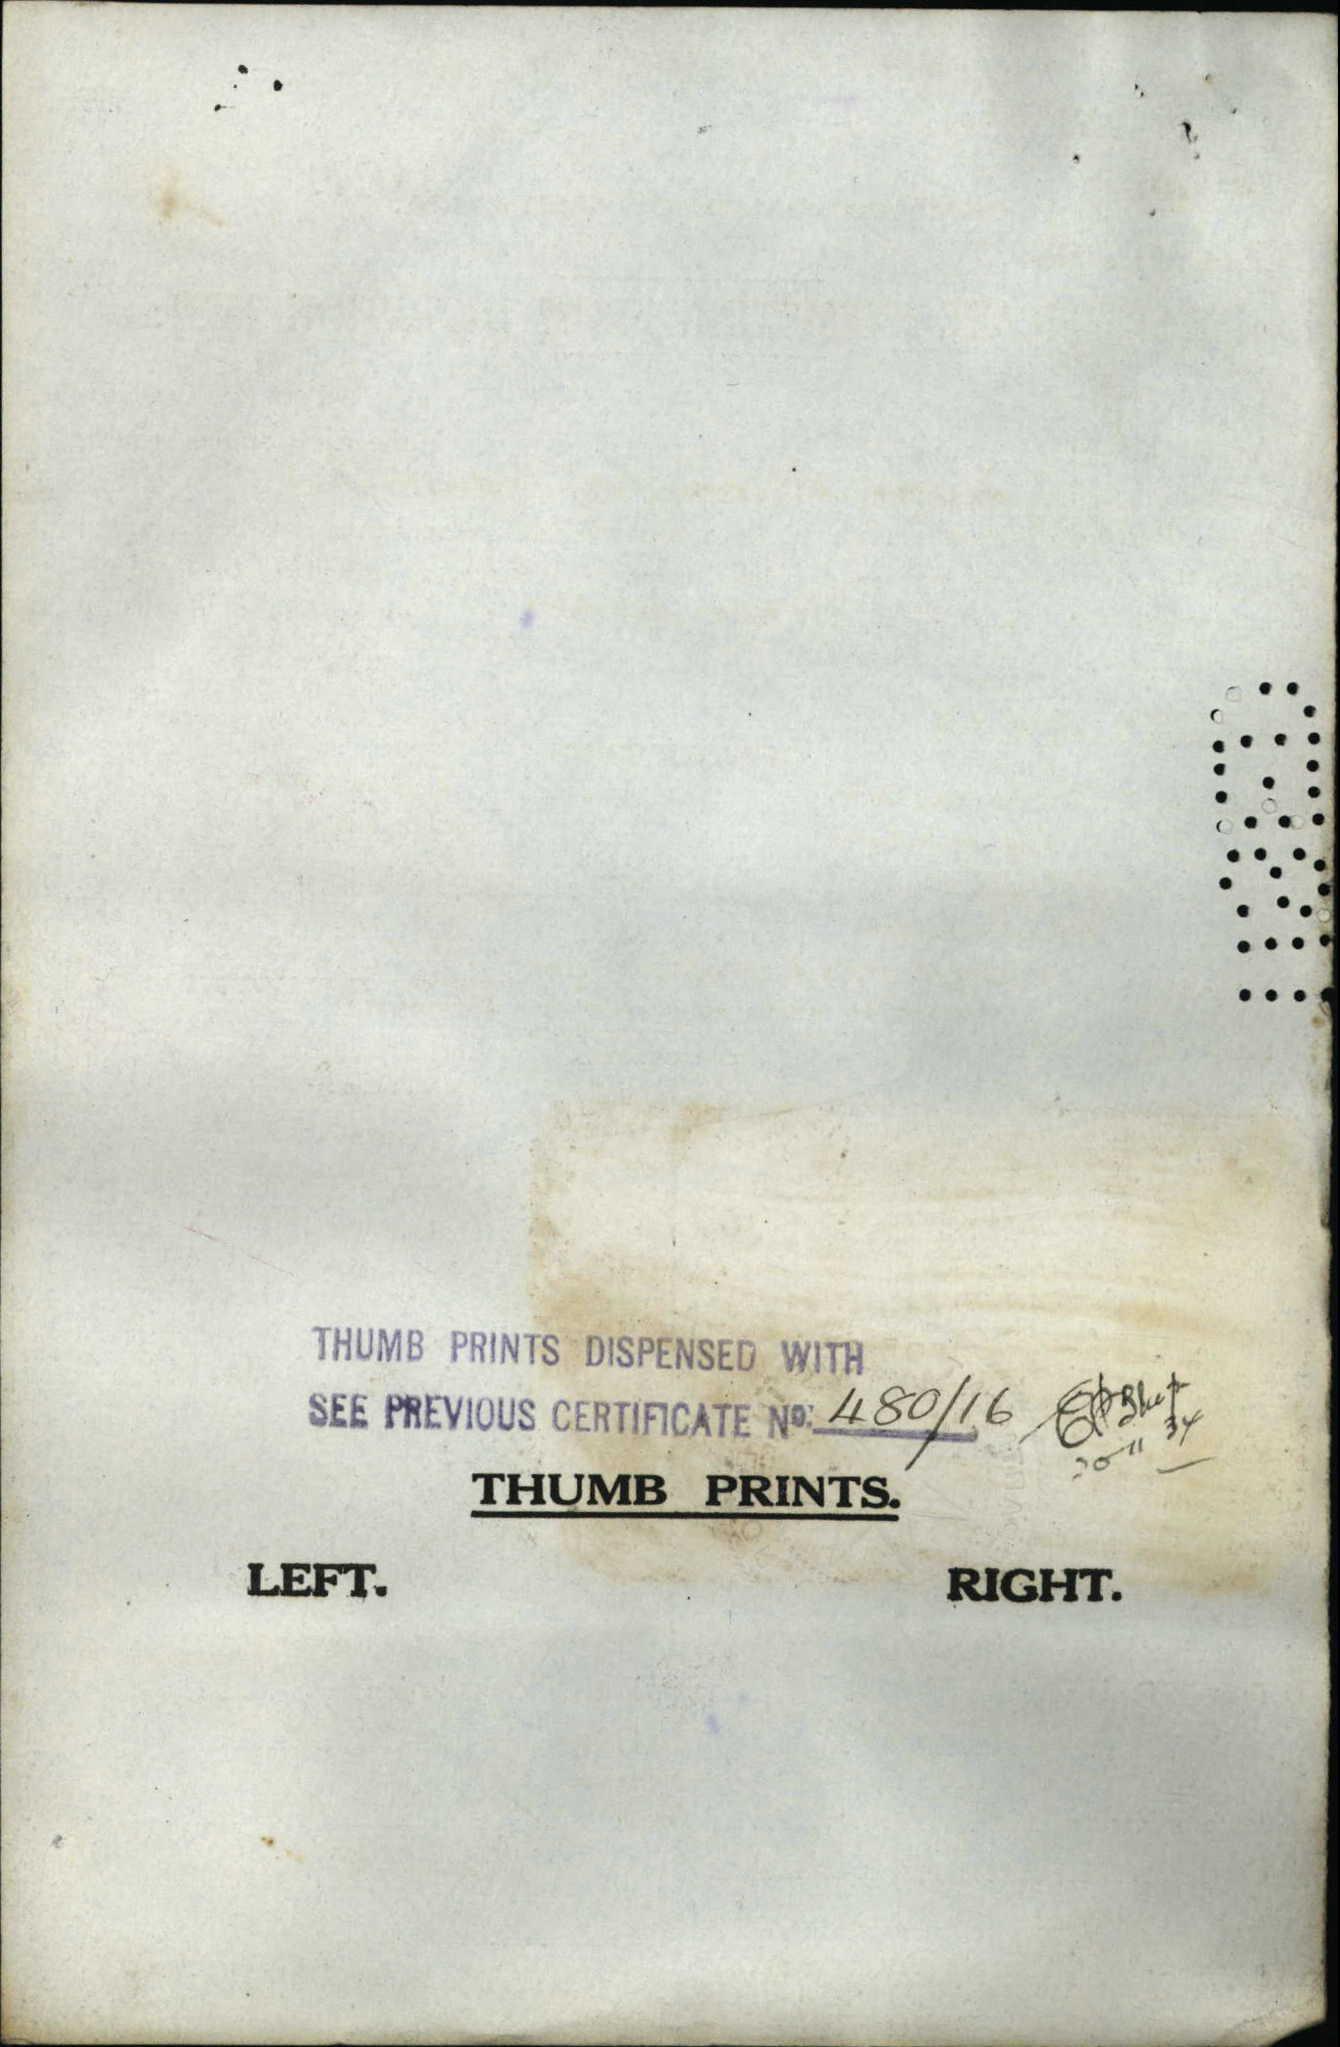 THUMB PRINTS DISPENSED WITH
SEE PREVIOUS CERTIFICATE No: 480/16
THUMB PRINTS.
LEFT.
RIGHT.